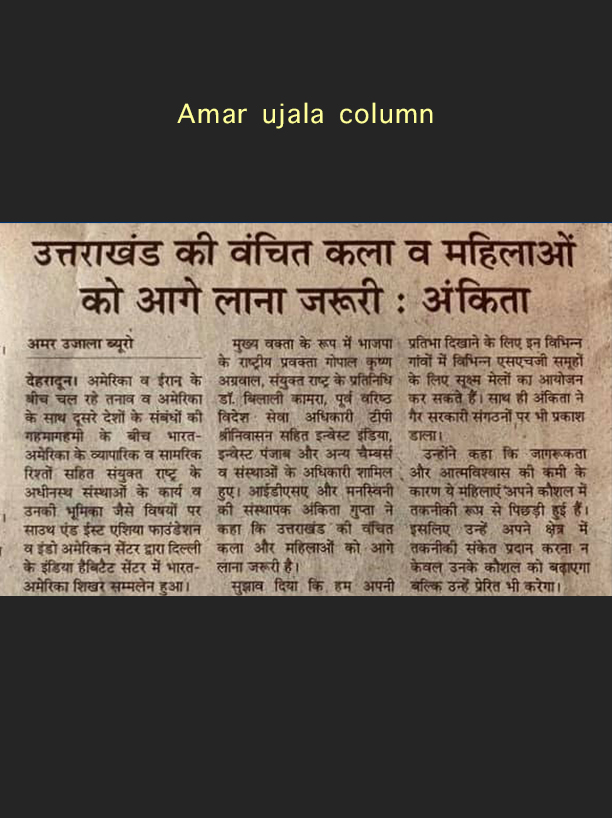 Amar ujala column
उत्तराखंड की वंचित कला व महिलाओं
को आगे लाना जरूरी : अंकिता
अमर उजाला ब्यूरो
देहरादून। अमेरिका व ईरान के
बीच चल रहे तनाव व अमेरिका
के साथ दूसरे देशों के संबंधों की
गहमागहमी के बीच भारत-
अमेरिका के व्यापारिक व सामरिक
रिश्तों सहित संयुक्त राष्ट्र के
अधीनस्थ संस्थाओं के कार्य व
उनकी भूमिका जैसे विषयों पर
साउथ एंड ईस्ट एशिया फाउंडेशन
व इंडो अमेरिकन सेंटर द्वारा दिल्ली
के इंडिया हैबिटैट सेंटर में भारत-
अमेरिका शिखर सम्मलेन हुआ।
मुख्य वक्ता के रूप में भाजपा
के राष्ट्रीय प्रवक्ता गोपाल कृष्ण
अग्रवाल, संयुक्त राष्ट्र के प्रतिनिधि
डॉ. बिलाली कामरा, पूर्व वरिष्ठ
विदेश सेवा अधिकारी टीपी
श्रीनिवासन सहित इन्वेस्ट इंडिया,
इन्वेस्ट पंजाब और अन्य चैम्बर्स
व संस्थाओं के अधिकारी शामिल
हुए। आईडीएसए और मनस्विनी
की संस्थापक अंकिता गुप्ता ने
कहा कि उत्तराखंड की वंचित
कला और महिलाओं को आगे
लाना जरूरी है।
सुझाव दिया कि हम अपनी
प्रतिभा दिखाने के लिए इन विभिन्न
गांवों में विभिन्न एसएचजी समूहों
के लिए सूक्ष्म मेलों का आयोजन
कर सकते हैं। साथ ही अंकिता ने
गैर सरकारी संगठनों पर भी प्रकाश
डाला।
उन्होंने कहा कि जागरूकता
और आत्मविश्वास की कमी के
कारण ये महिलाएं अपने कौशल में
तकनीकी रूप से पिछड़ी हुई हैं।
इसलिए उन्हें अपने क्षेत्र में
तकनीकी संकेत प्रदान करना न
केवल उनके कौशल को बढ़ाएगा
बल्कि उन्हें प्रेरित भी करेगा।